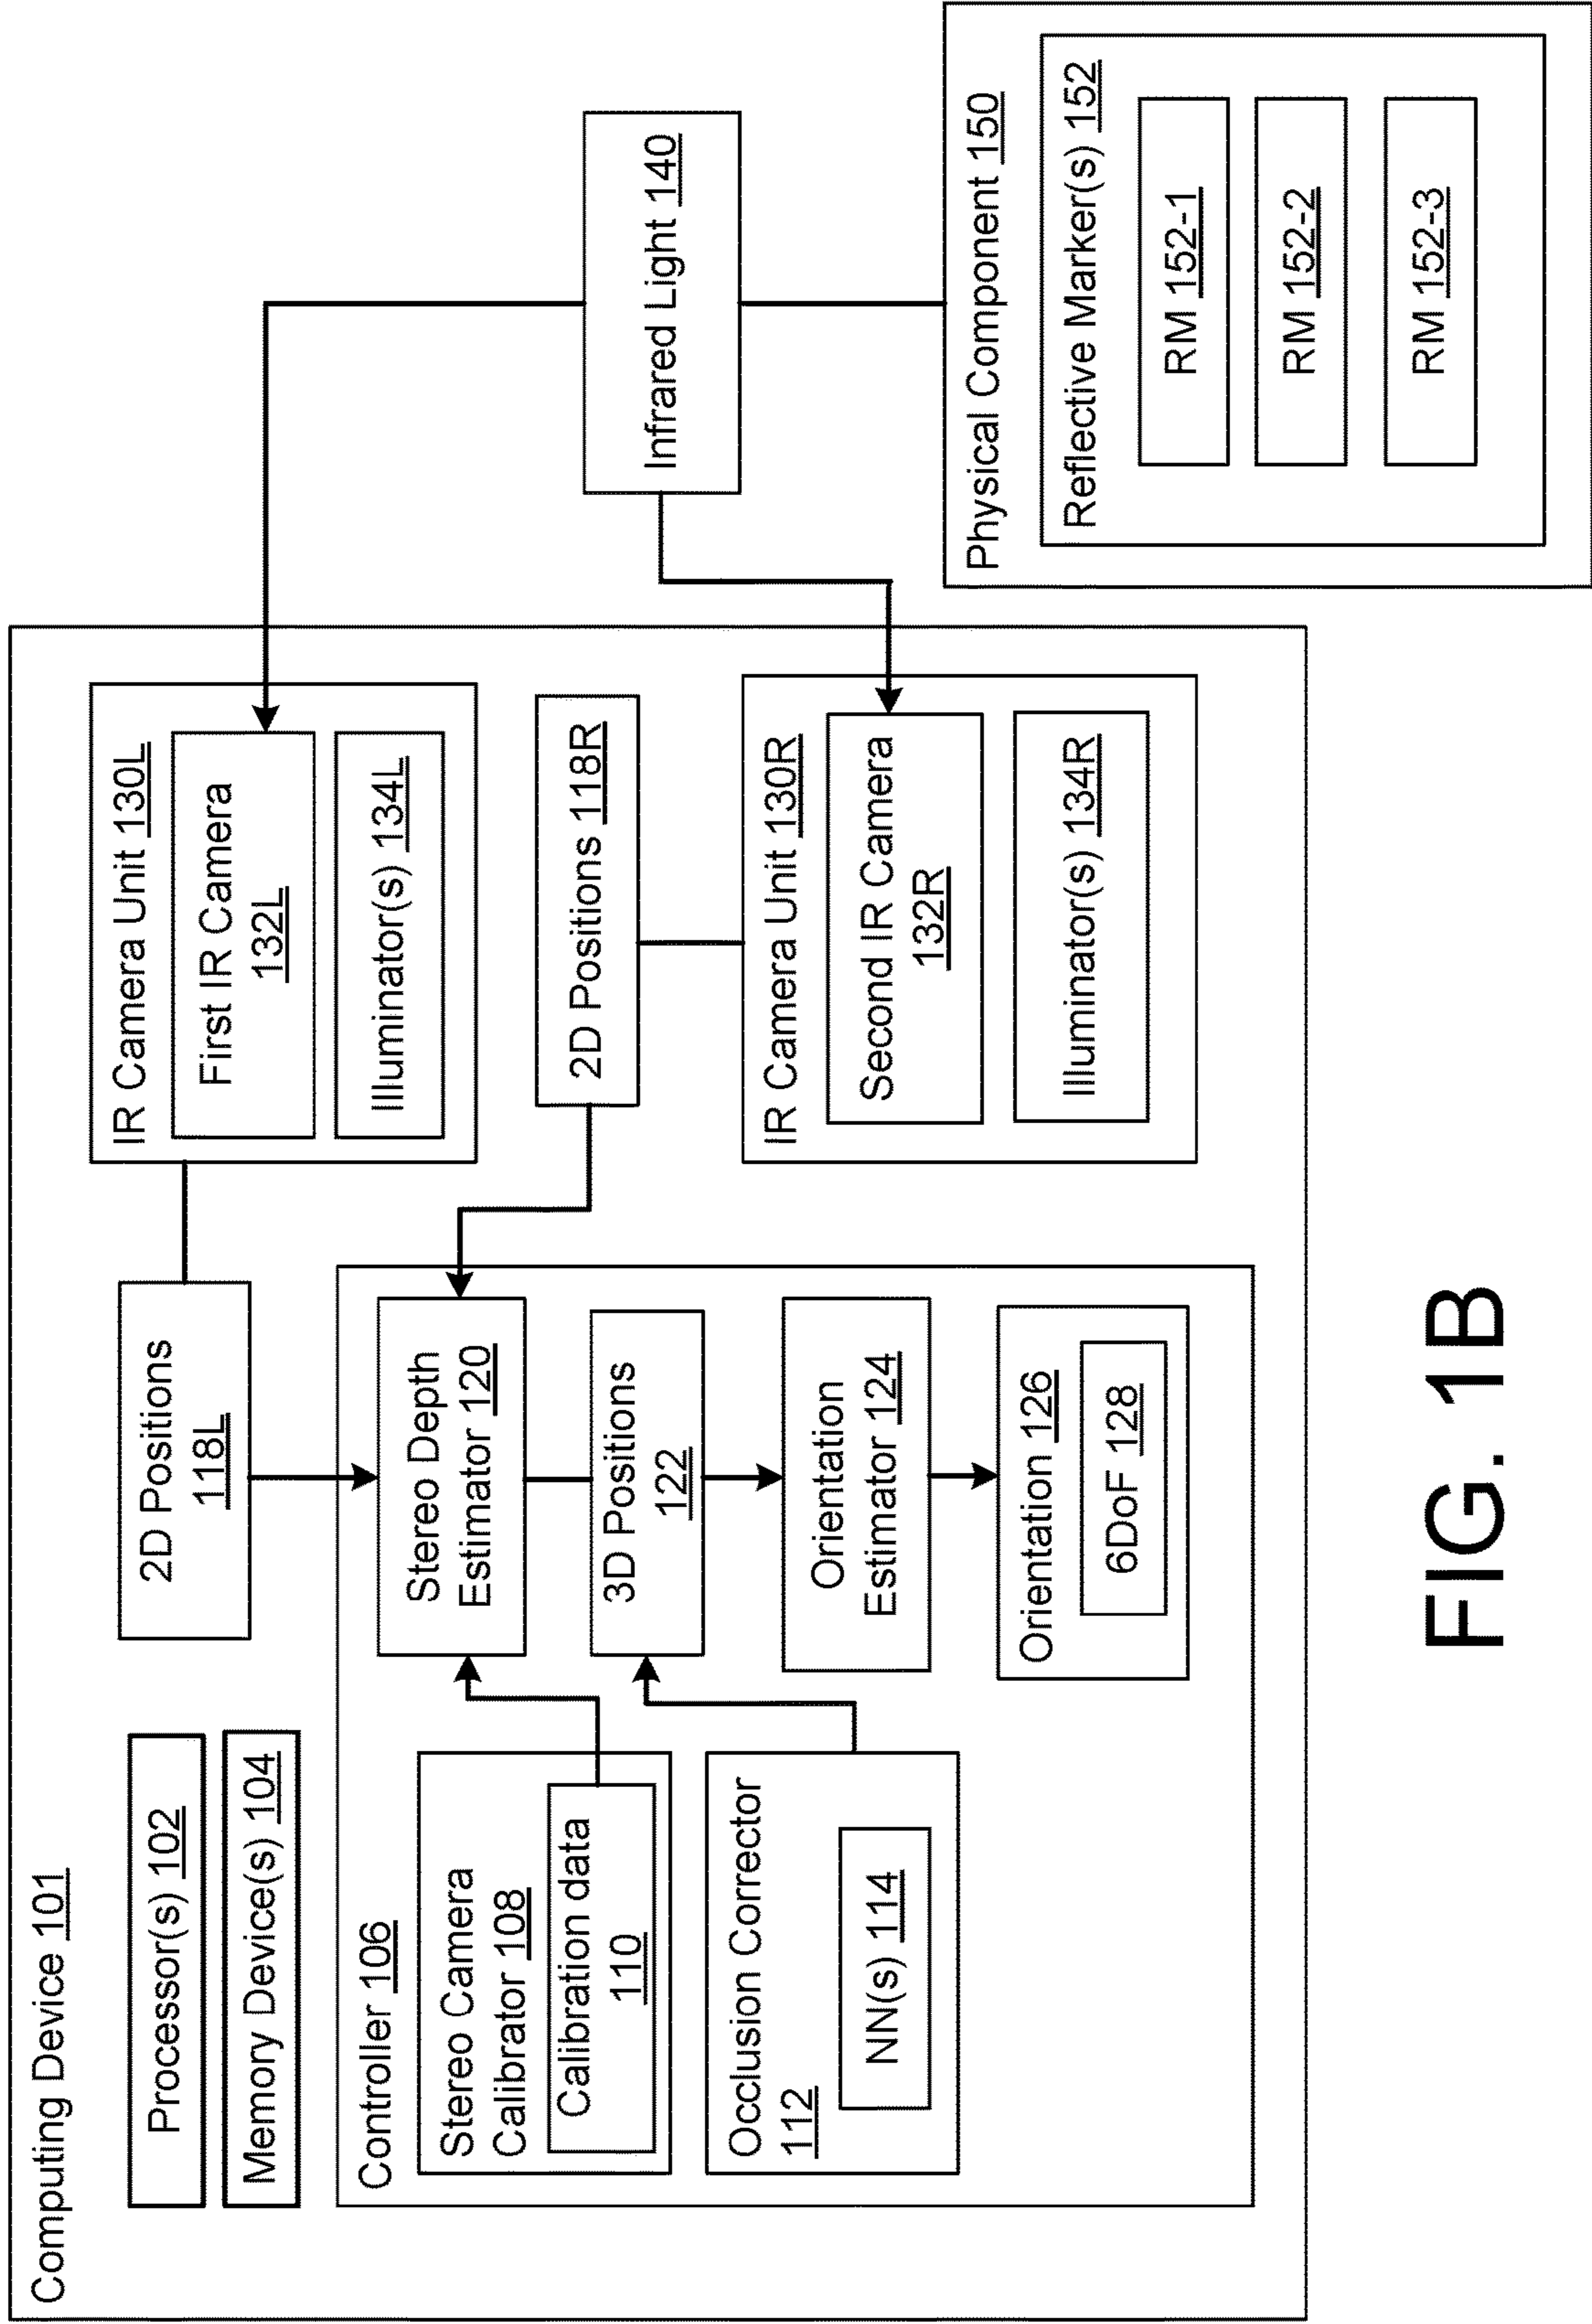 Computing Device 101
Processor(s) 102
Memory Device(s) 104
Controller 106
Stereo Camera
Calibrator 108
Calibration data
110
Occlusion Corrector
112
NN(s) 114
2D Positions
118L
Stereo Depth
Estimator 120
3D Positions
122
Orientation
Estimator 124
Orientation 126
6DoF 128
IR Camera Unit 130L
First IR Camera
132L
Illuminator(s) 134L
2D Positions 118R
IR Camera Unit 130R
Second IR Camera
132R
Illuminator(s) 134R
Infrared Light 140
Physical Component 150
Reflective Marker(s) 152
RM 152-1
RM 152-2
RM 152-3
FIG. 1B